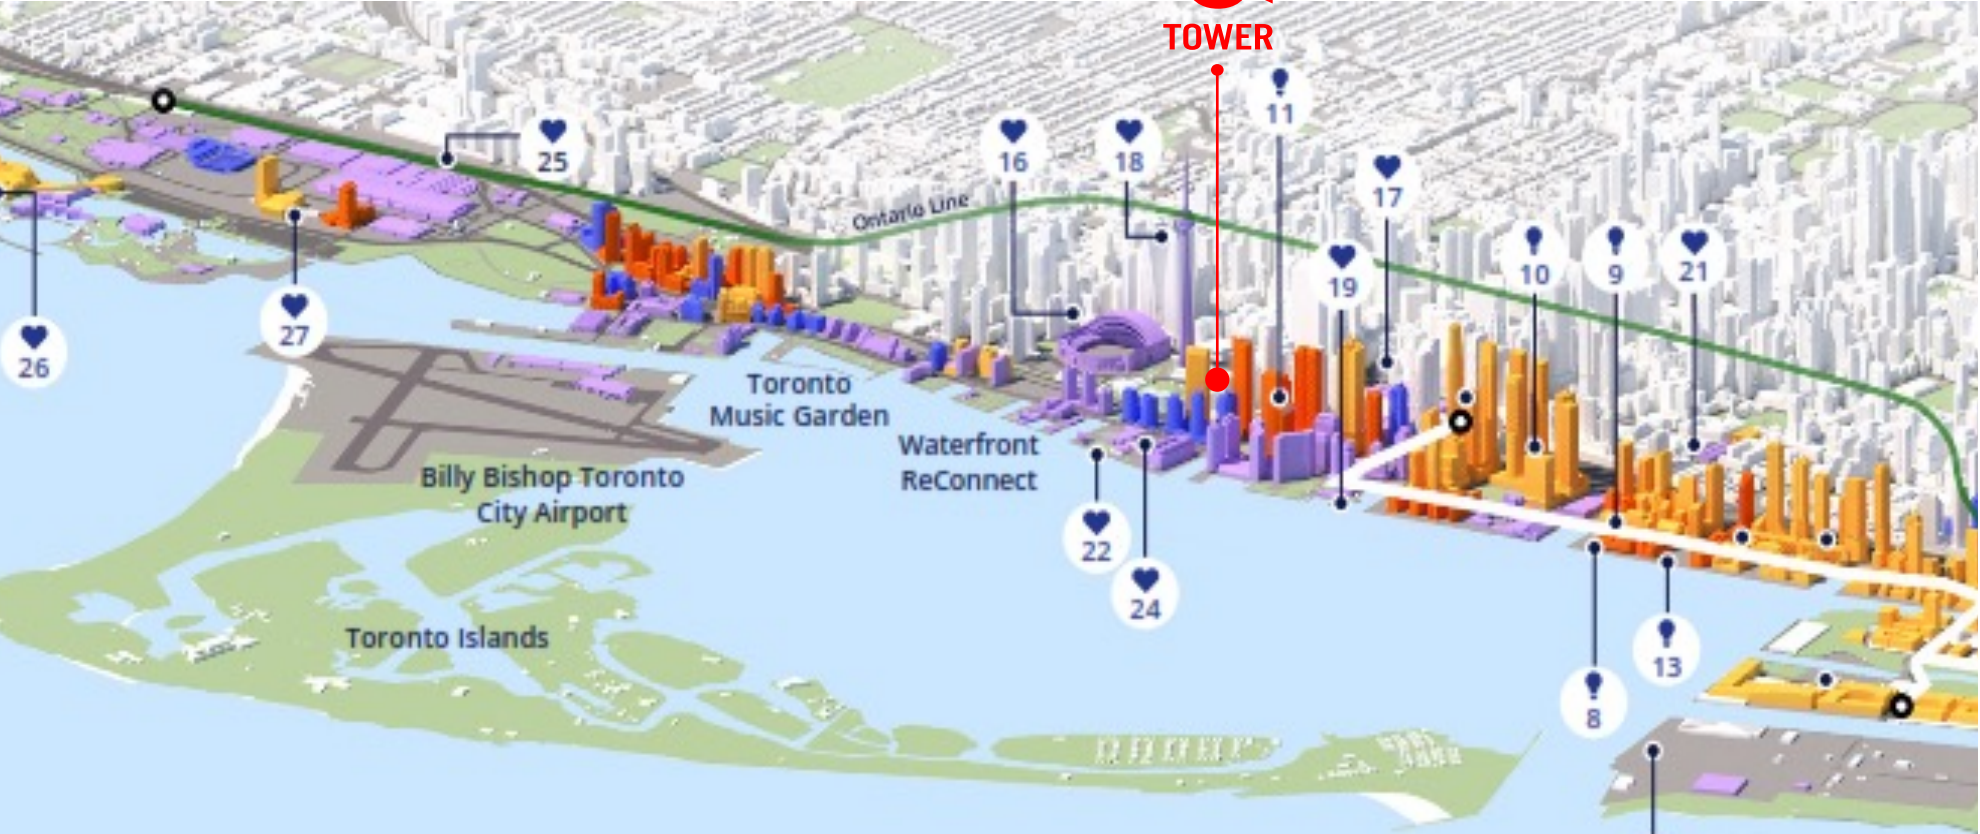 TOWER
11
25
16
18
17
Ontario Line
19
10
9
21
27
26
Toronto
Music Garden
Waterfront
ReConnect
Billy Bishop Toronto
City Airport
22
24
Toronto Islands
13
8